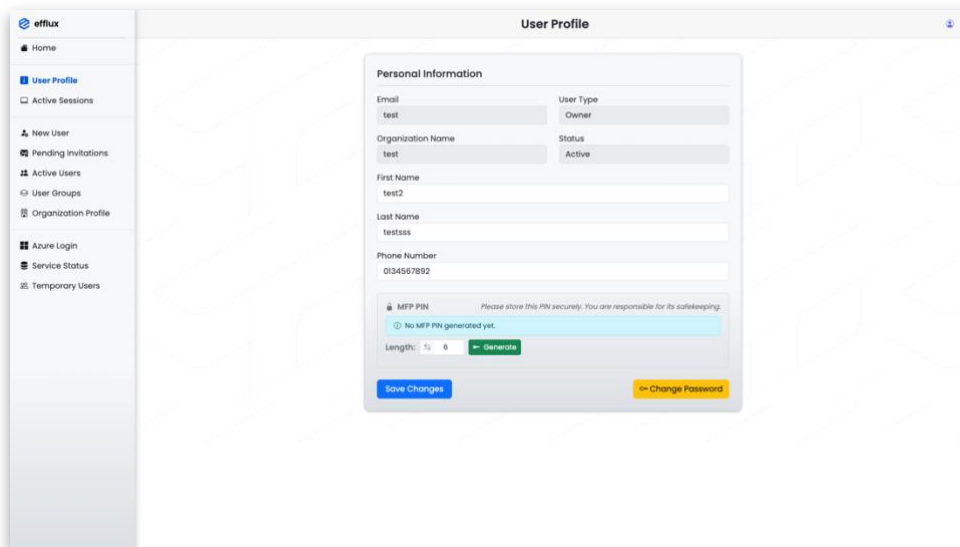 efflux
User Profile
Home
User Profile
Active Sessions
New User
Pending Invitations
Active Users
User Groups
Organization Profile
Azure Login
Service Status
Temporary Users
Personal Information
Email
User Type
test
Owner
Organization Name
Status
test
Active
First Name
test2
Last Name
testsss
Phone Number
0134567892
MFP PIN
Please store this PIN securely. You are responsible for its safekeeping.
No MFP PIN generated yet.
Length: 6 Generate
Save Changes
Change Password